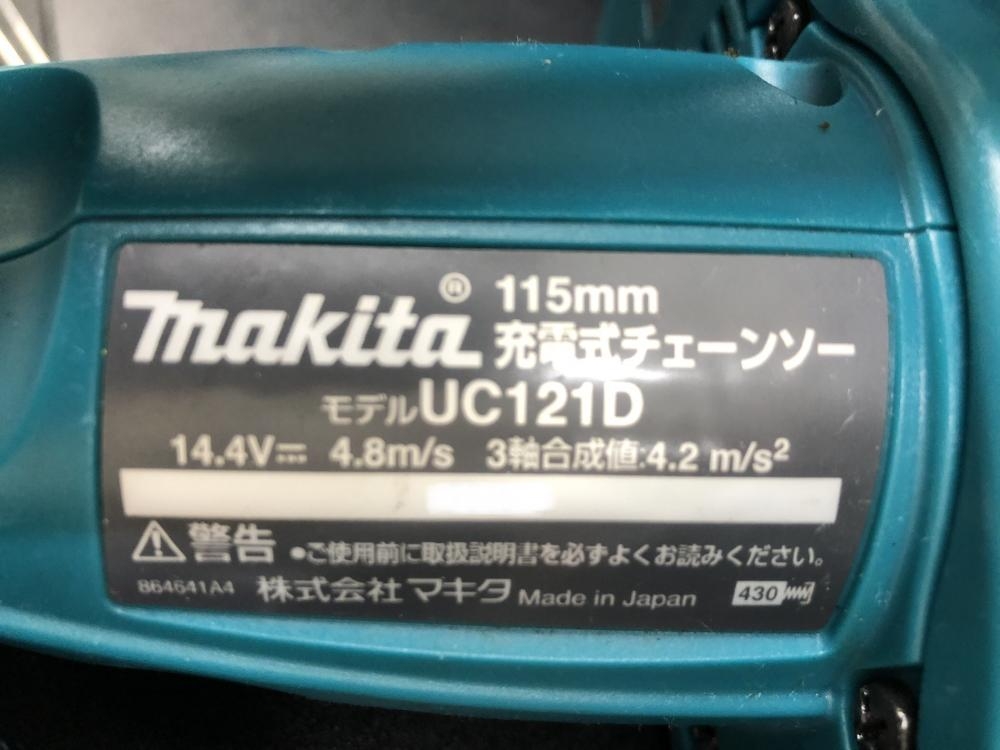 makita® 115mm
充電式チェーンソー
モデルUC121D
14.4V⎓ 4.8m/s 3軸合成値:4.2 m/s²
⚠警告 ●ご使用前に取扱説明書を必ずよくお読みください。
864641A4 株式会社マキタ Made in Japan 430